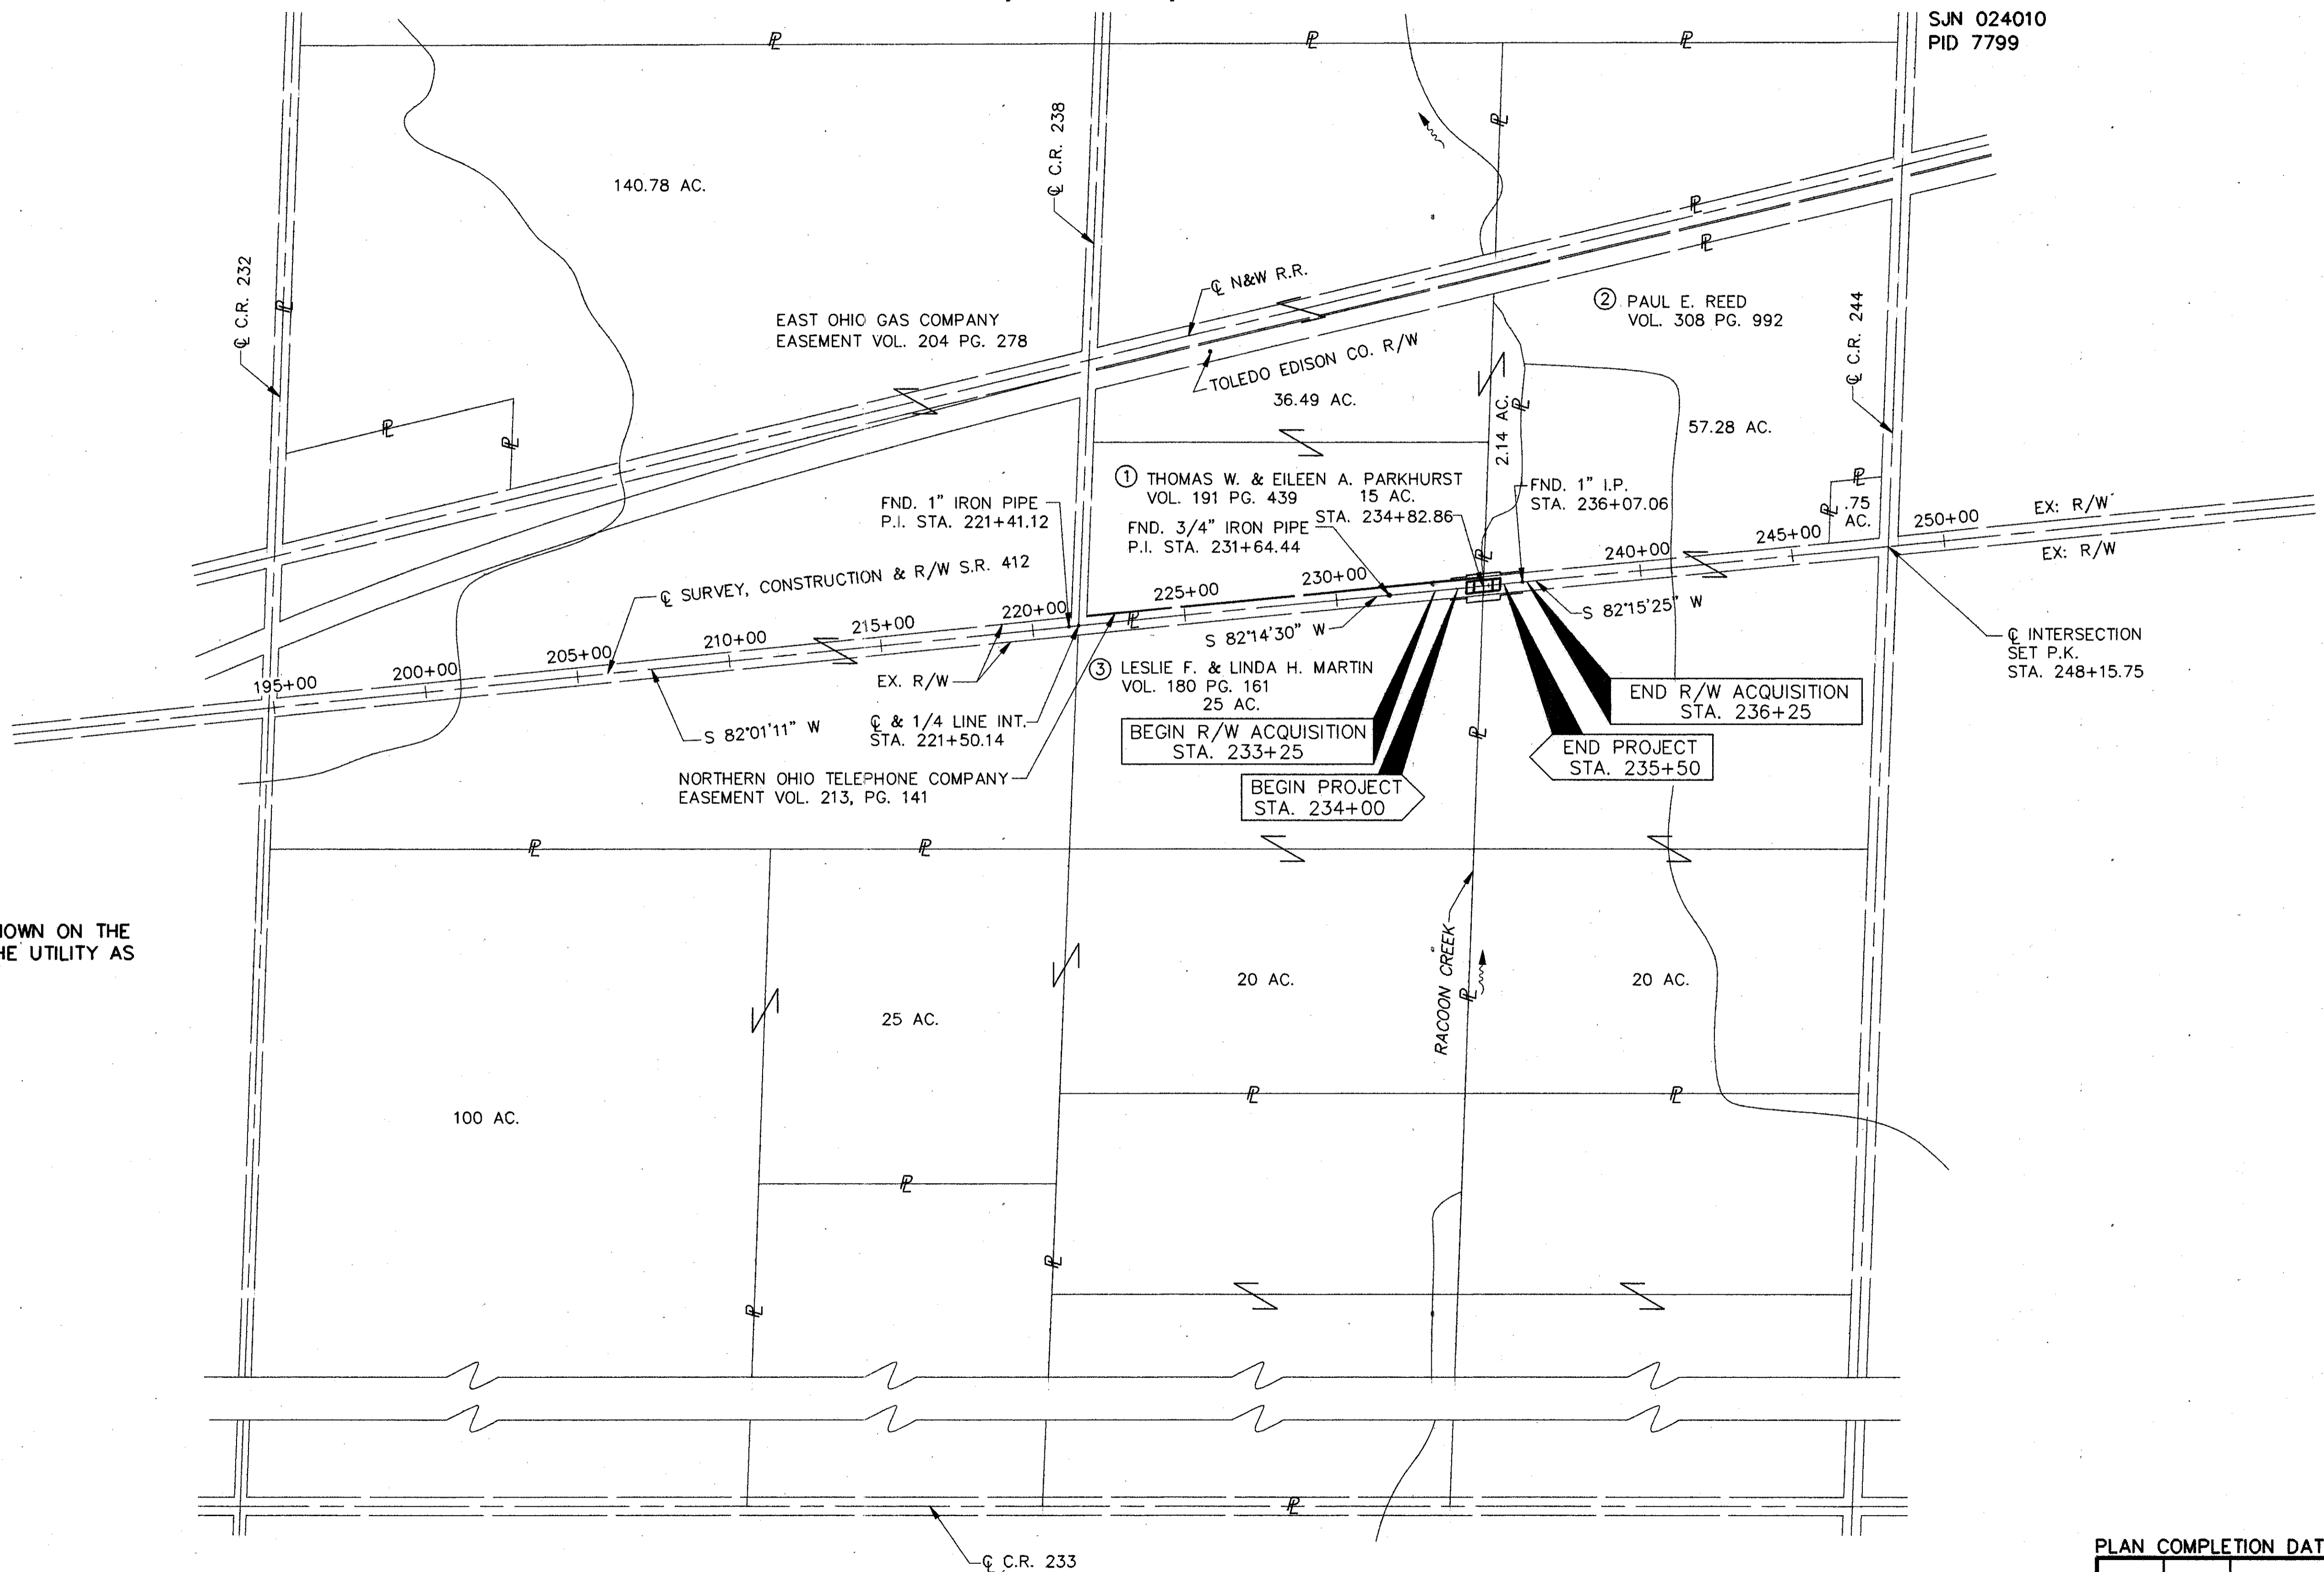 SJN 024010
PID 7799
℄ C.R. 238
140.78 AC.
℄ C.R. 232
℄ N&W R.R.
② PAUL E. REED
VOL. 308 PG. 992
℄ C.R. 244
EAST OHIO GAS COMPANY
EASEMENT VOL. 204 PG. 278
TOLEDO EDISON CO. R/W
36.49 AC.
2.14 AC.
57.28 AC.
① THOMAS W. & EILEEN A. PARKHURST
VOL. 191 PG. 439
15 AC.
FND. 1" IRON PIPE
P.I. STA. 221+41.12
FND. 3/4" IRON PIPE
P.I. STA. 231+64.44
STA. 234+82.86
FND. 1" I.P.
STA. 236+07.06
.75
AC.
EX: R/W
EX: R/W
℄ SURVEY, CONSTRUCTION & R/W S.R. 412
195+00
200+00
205+00
210+00
215+00
220+00
225+00
230+00
240+00
245+00
250+00
S 82°14'30" W
S 82°15'25" W
℄ INTERSECTION
SET P.K.
STA. 248+15.75
EX. R/W
③ LESLIE F. & LINDA H. MARTIN
VOL. 180 PG. 161
25 AC.
S 82°01'11" W
℄ & 1/4 LINE INT.
STA. 221+50.14
END R/W ACQUISITION
STA. 236+25
BEGIN R/W ACQUISITION
STA. 233+25
END PROJECT
STA. 235+50
NORTHERN OHIO TELEPHONE COMPANY
EASEMENT VOL. 213, PG. 141
BEGIN PROJECT
STA. 234+00
OWN ON THE
HE UTILITY AS
RACOON CREEK
20 AC.
20 AC.
25 AC.
100 AC.
℄ C.R. 233
PLAN COMPLETION DAT